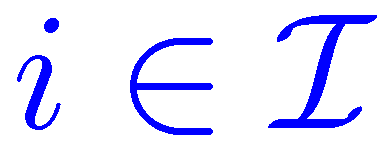 i ∈ ℐ